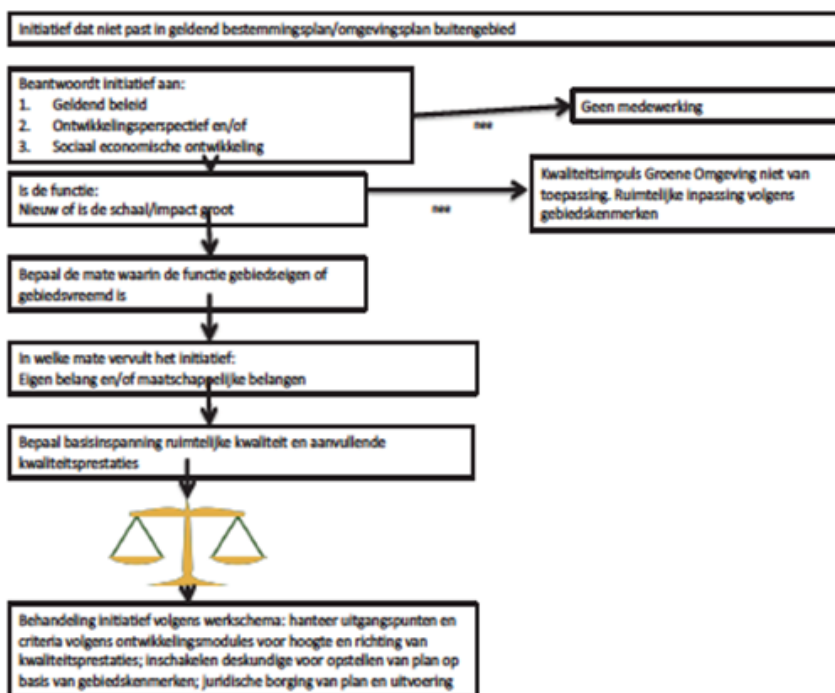 Initiatief dat niet past in geldend bestemmingsplan/omgevingsplan buitengebied
Beantwoordt initiatief aan:
1. Geldend beleid
2. Ontwikkelingsperspectief en/of
3. Sociaal economische ontwikkeling
nee
Geen medewerking
Is de functie:
Nieuw of is de schaal/impact groot
nee
Kwaliteitsimpuls Groene Omgeving niet van
toepassing. Ruimtelijke inpassing volgens
gebiedskenmerken
Bepaal de mate waarin de functie gebiedseigen of
gebiedsvreemd is
In welke mate vervult het initiatief:
Eigen belang en/of maatschappelijke belangen
Bepaal basisinspanning ruimtelijke kwaliteit en aanvullende
kwaliteitsprestaties
Behandeling initiatief volgens werkschema: hanteer uitgangspunten en
criteria volgens ontwikkelingsmodules voor hoogte en richting van
kwaliteitsprestaties; inschakelen deskundige voor opstellen van plan op
basis van gebiedskenmerken; juridische borging van plan en uitvoering